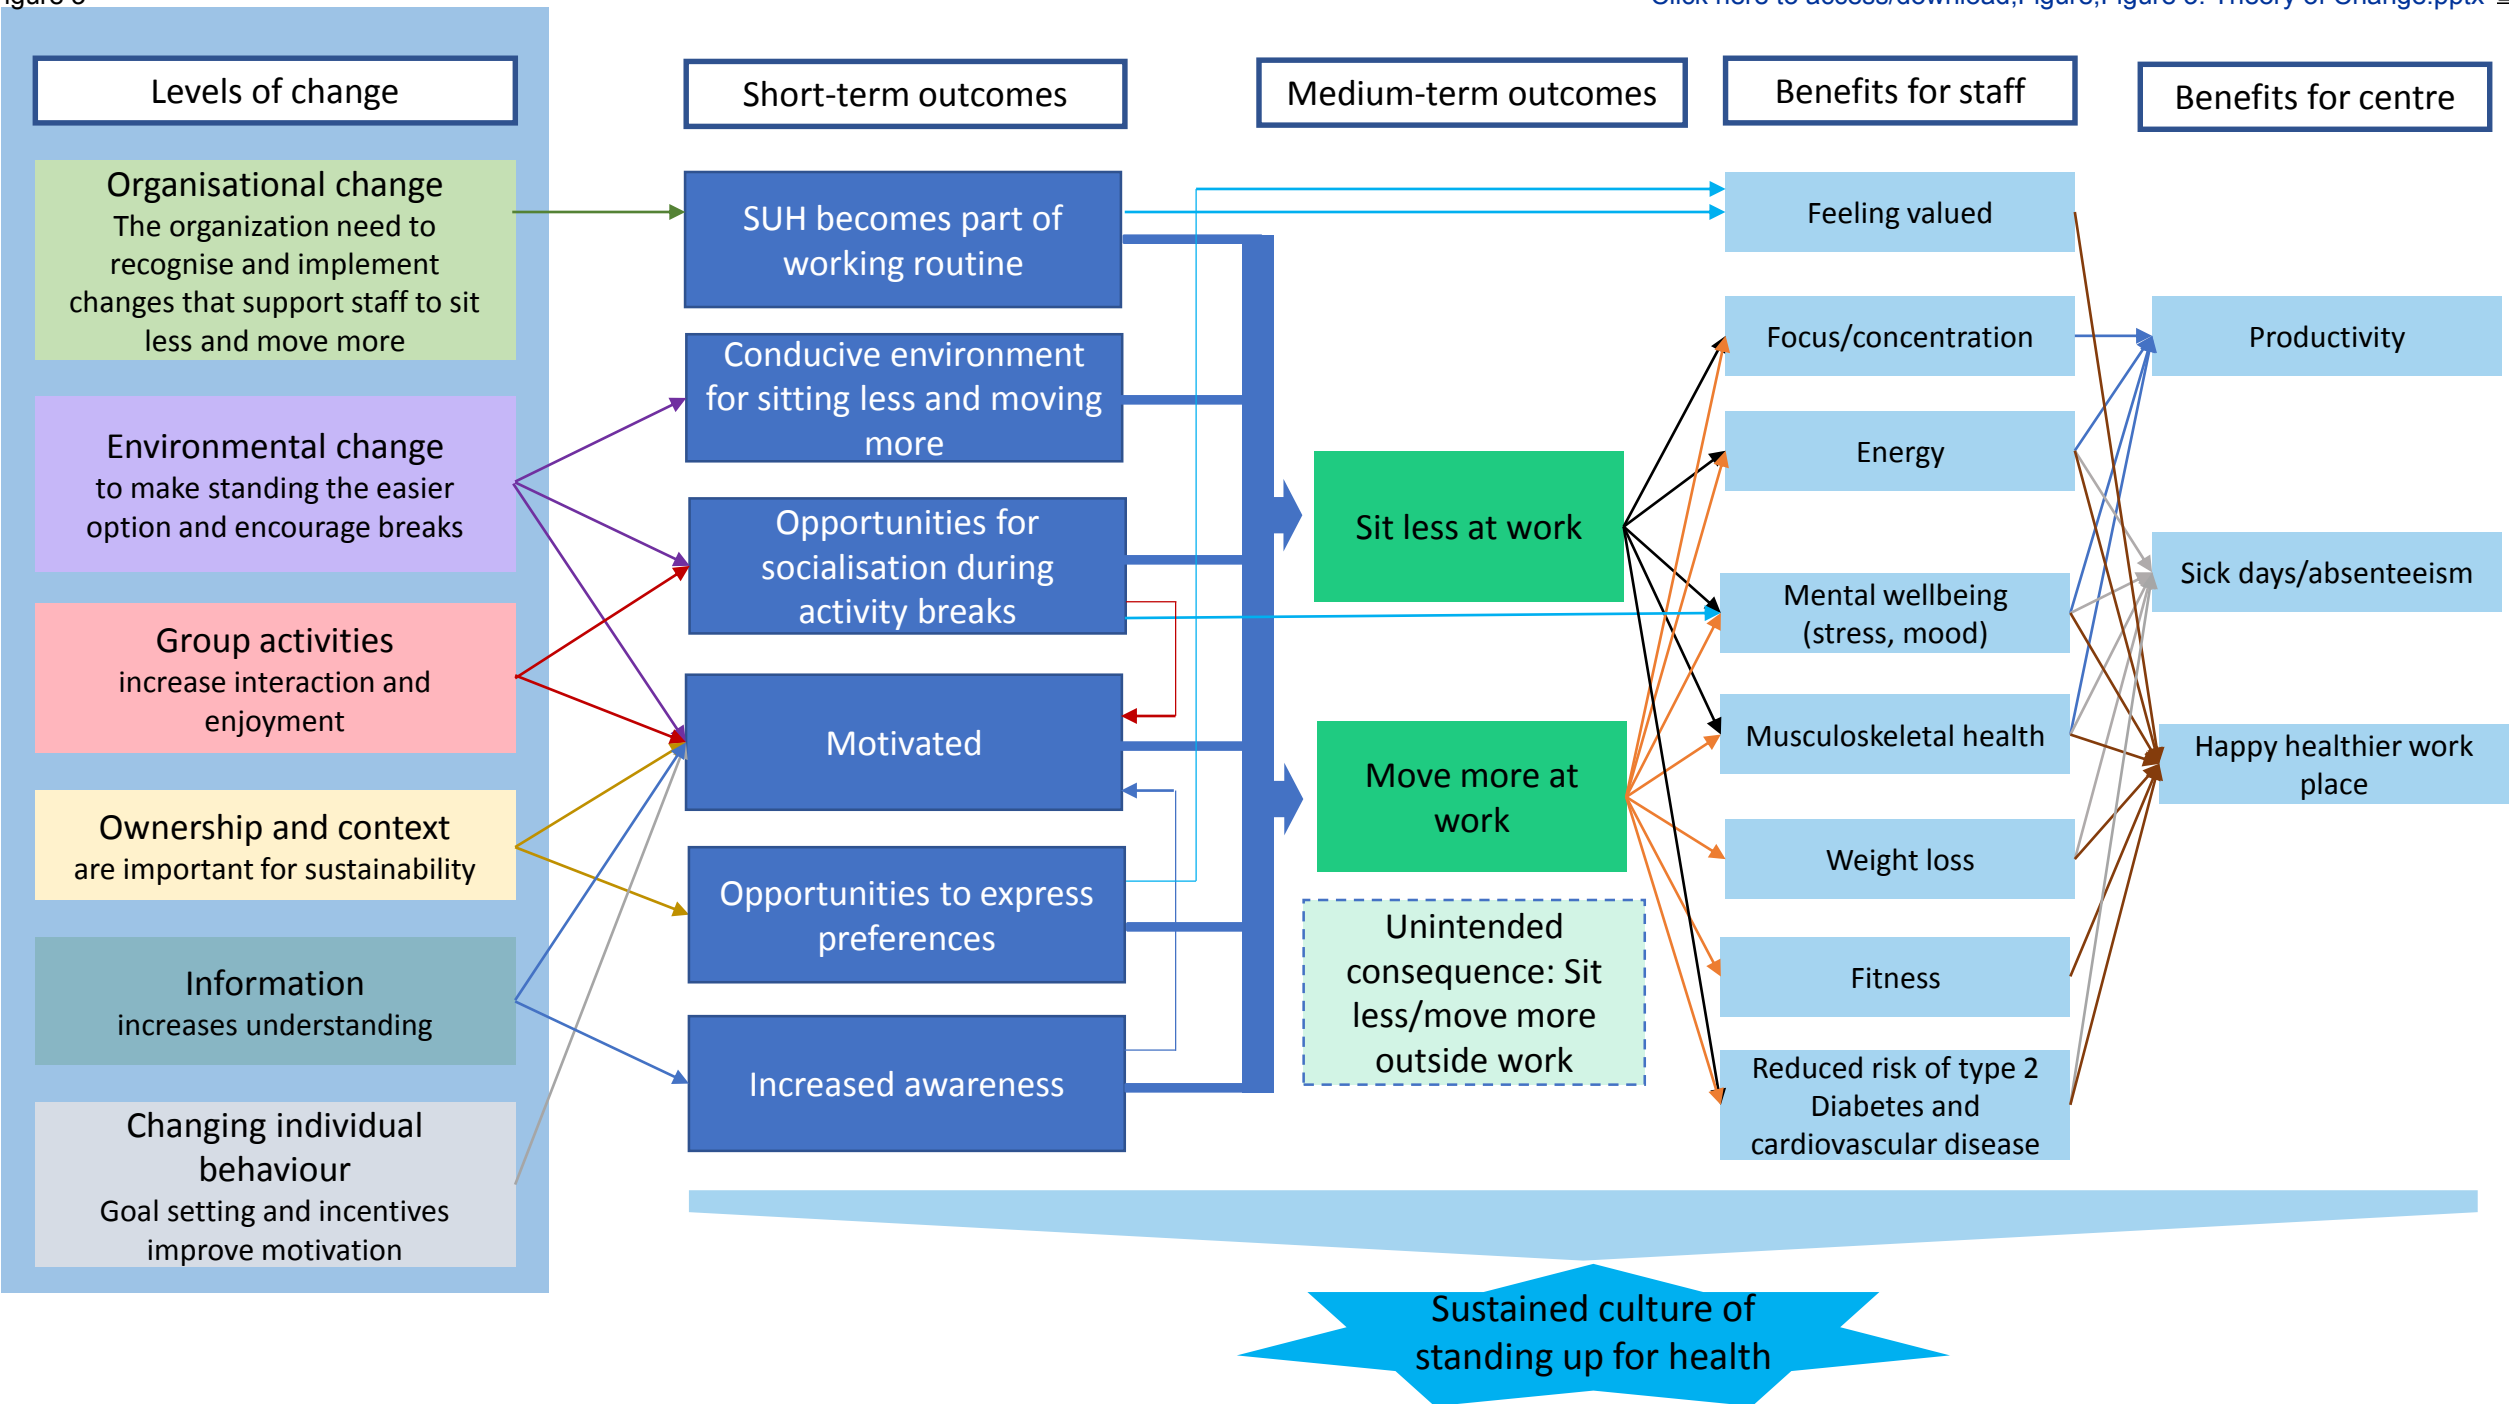 Levels of change
Organisational change
The organization need to
recognise and implement
changes that support staff to sit
less and move more
Environmental change
to make standing the easier
option and encourage breaks
Group activities
increase interaction and
enjoyment
Ownership and context
are important for sustainability
Information
increases understanding
Changing individual
behaviour
Goal setting and incentives
improve motivation
Short-term outcomes
SUH becomes part of
working routine
Conducive environment
for sitting less and moving
more
Opportunities for
socialisation during
activity breaks
Motivated
Opportunities to express
preferences
Increased awareness
Medium-term outcomes
Sit less at work
Move more at
work
Unintended
consequence: Sit
less/move more
outside work
Benefits for staff
Feeling valued
Focus/concentration
Energy
Mental wellbeing
(stress, mood)
Musculoskeletal health
Weight loss
Fitness
Reduced risk of type 2
Diabetes and
cardiovascular disease
Benefits for centre
Productivity
Sick days/absenteeism
Happy healthier work
place
Sustained culture of
standing up for health